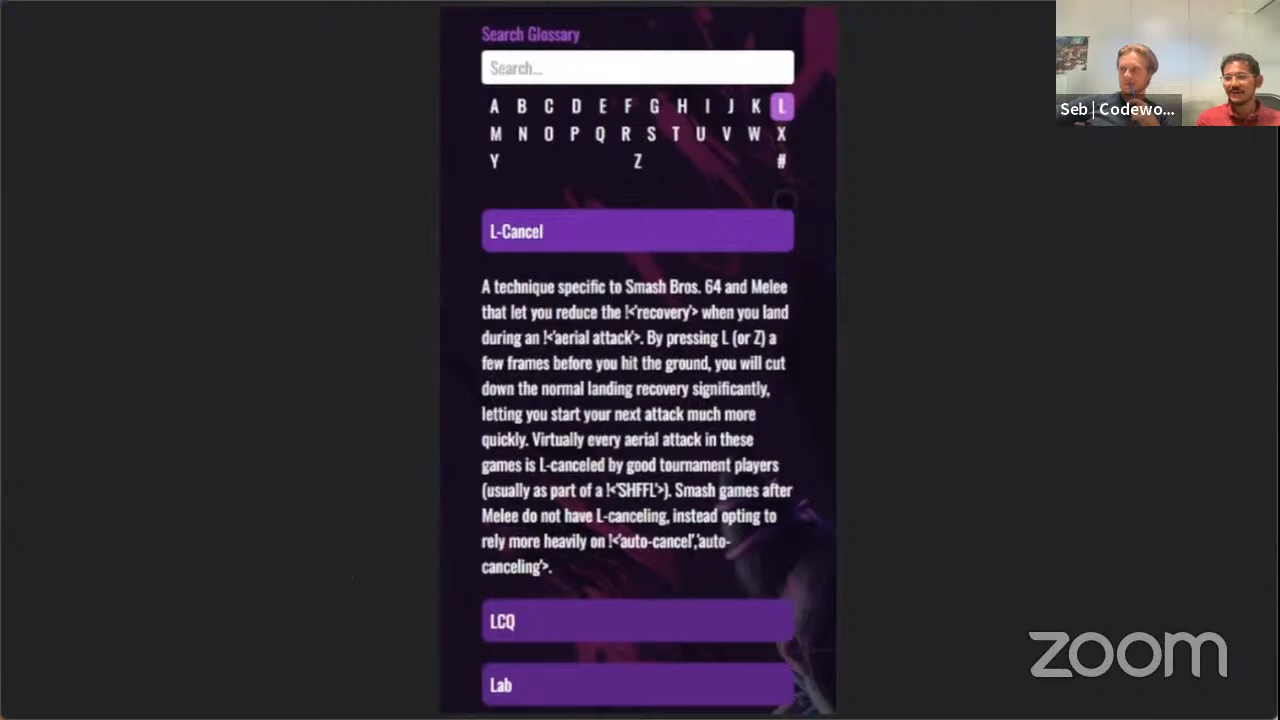 Search Glossary
Search...
A B C D E F G H I J K L
M N O P Q R S T U V W X
Y Z #
L-Cancel
A technique specific to Smash Bros. 64 and Melee
that let you reduce the !<'recovery'> when you land
during an !<'aerial attack'>. By pressing L (or Z) a
few frames before you hit the ground, you will cut
down the normal landing recovery significantly,
letting you start your next attack much more
quickly. Virtually every aerial attack in these
games is L-canceled by good tournament players
(usually as part of a !<'SHFFL'>). Smash games after
Melee do not have L-canceling, instead opting to
rely more heavily on !<'auto-cancel','auto-
canceling'>.
LCQ
Lab
Seb | Codewo...
zoom